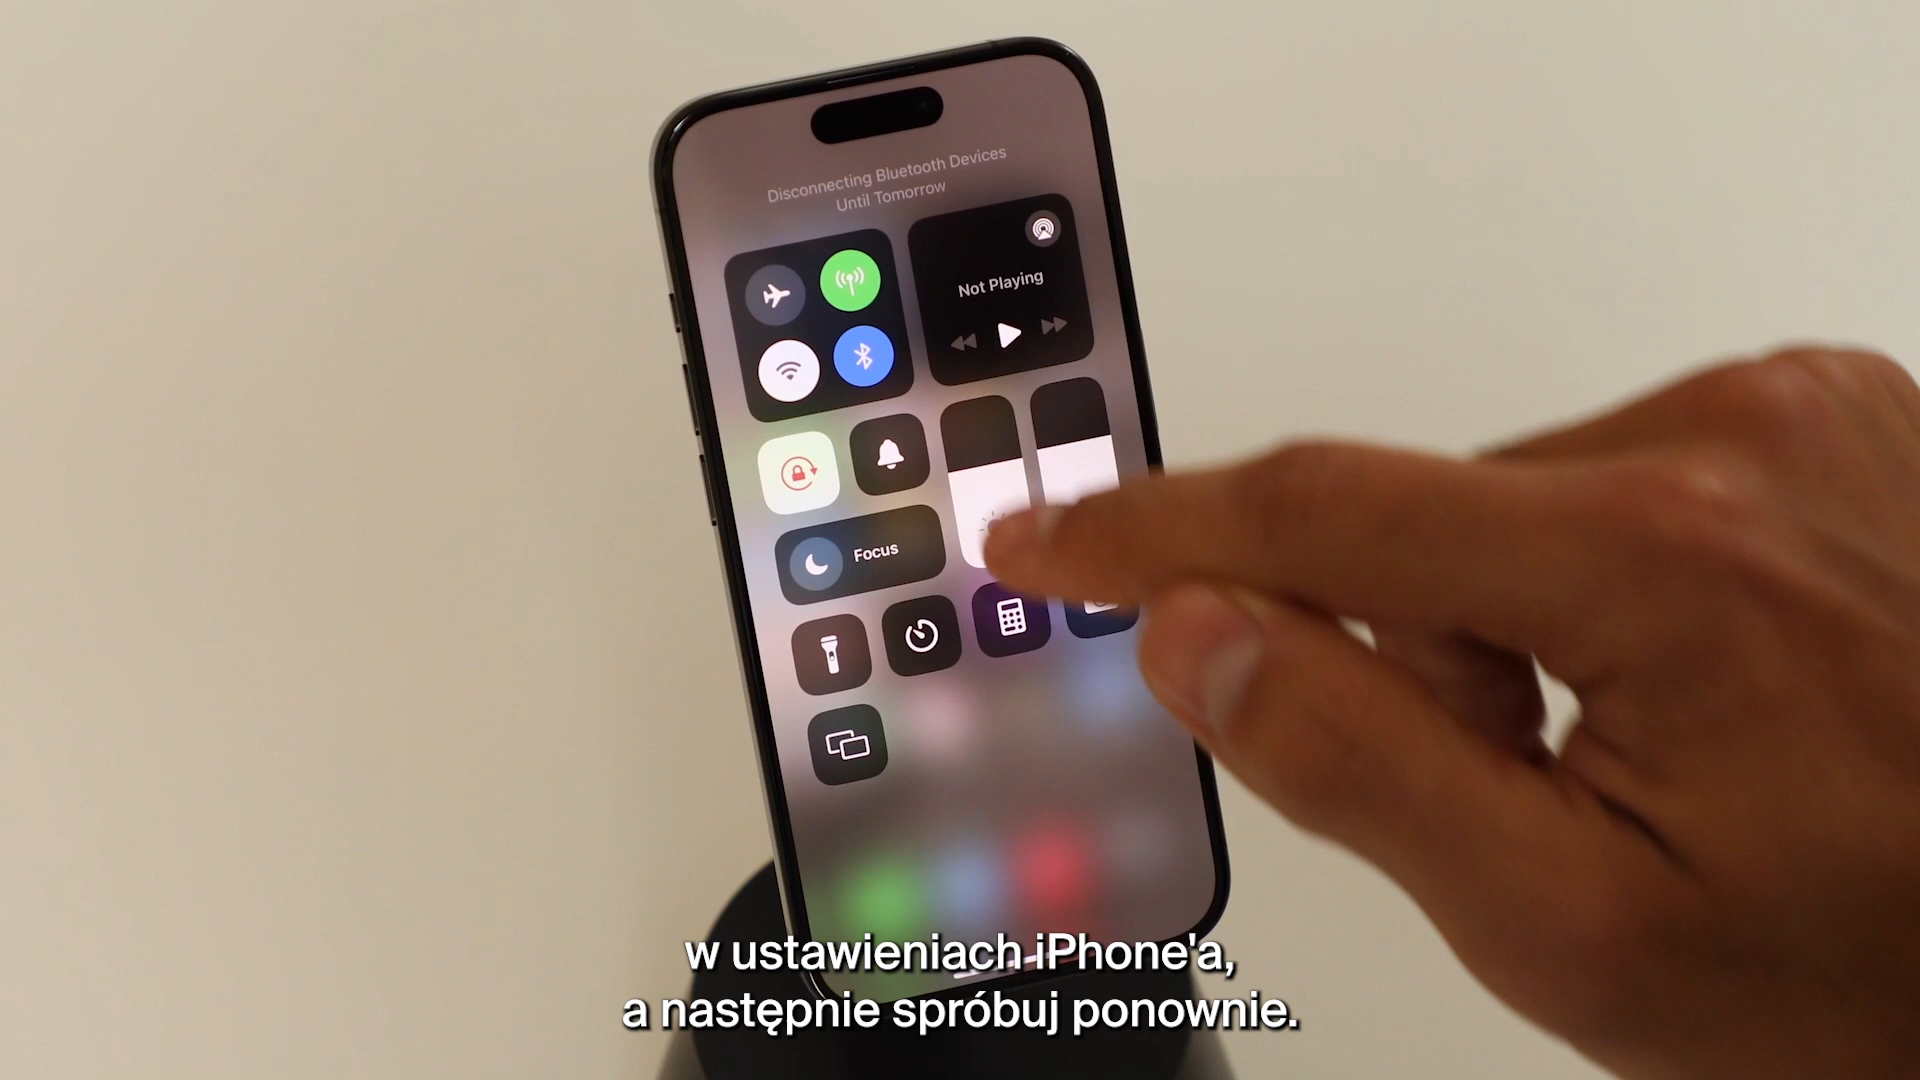 Disconnecting Bluetooth Devices
Until Tomorrow
Not Playing
Focus
w ustawieniach iPhone'a,
a następnie spróbuj ponownie.